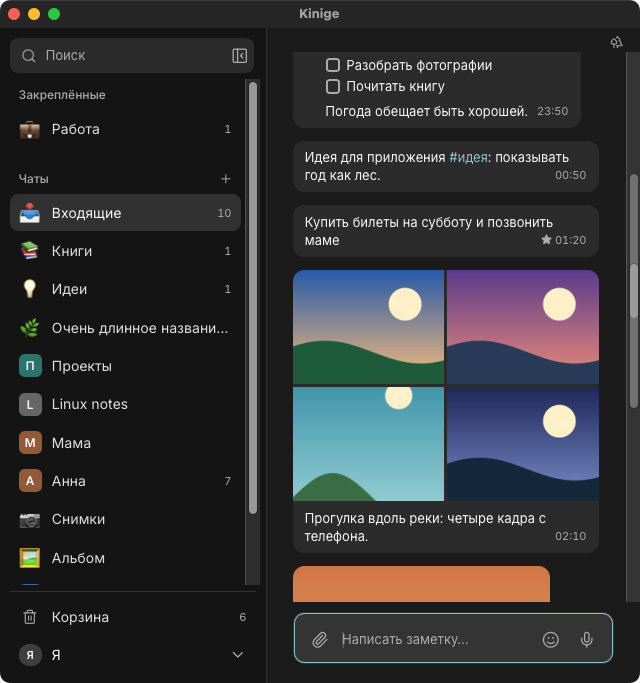 Kinige
Поиск
Закреплённые
Работа 1
Чаты +
Входящие 10
Книги 1
Идеи 1
Очень длинное названи...
П Проекты
L Linux notes
М Мама
А Анна 7
Снимки
Альбом
Корзина 6
Я Я
Разобрать фотографии
Почитать книгу
Погода обещает быть хорошей. 23:50
Идея для приложения #идея: показывать
год как лес. 00:50
Купить билеты на субботу и позвонить
маме 01:20
Прогулка вдоль реки: четыре кадра с
телефона. 02:10
Написать заметку...